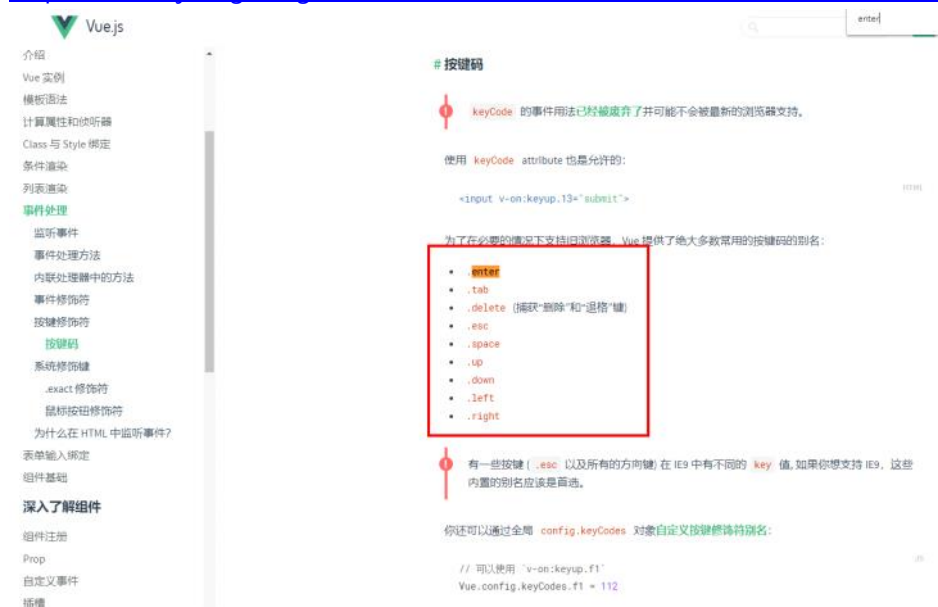 Vue.js
enter
介绍
Vue 实例
模板语法
计算属性和侦听器
Class 与 Style 绑定
条件渲染
列表渲染
事件处理
监听事件
事件处理方法
内联处理器中的方法
事件修饰符
按键修饰符
按键码
系统修饰键
.exact 修饰符
鼠标按钮修饰符
为什么在 HTML 中监听事件?
表单输入绑定
组件基础
深入了解组件
组件注册
Prop
自定义事件
插槽
# 按键码
! keyCode 的事件用法已经被废弃了并可能不会被最新的浏览器支持。
使用 keyCode attribute 也是允许的:
HTML
<input v-on:keyup.13="submit">
为了在必要的情况下支持旧浏览器, Vue 提供了绝大多数常用的按键码的别名:
• .enter
• .tab
• .delete (捕获“删除”和“退格”键)
• .esc
• .space
• .up
• .down
• .left
• .right
! 有一些按键 ( .esc 以及所有的方向键) 在 IE9 中有不同的 key 值, 如果你想支持 IE9, 这些
内置的别名应该是首选。
你还可以通过全局 config.keyCodes 对象自定义按键修饰符别名:
JS
// 可以使用 `v-on:keyup.f1`
Vue.config.keyCodes.f1 = 112